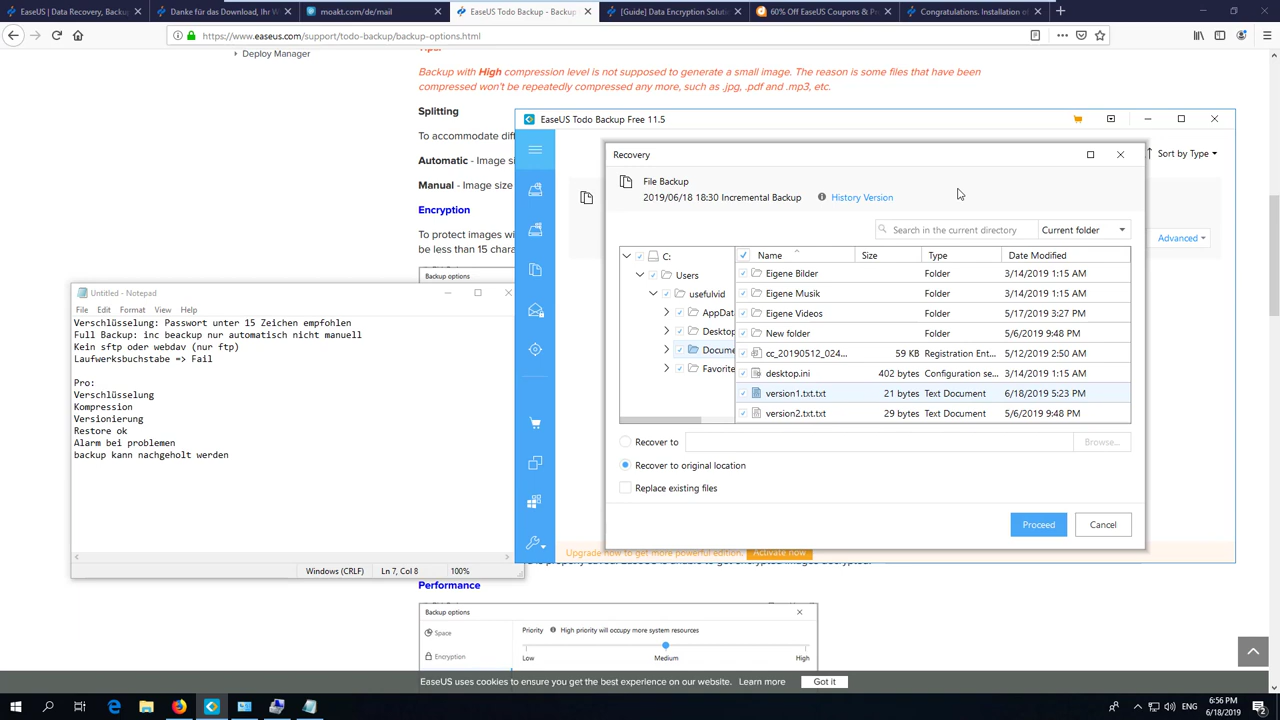 EaseUS | Data Recovery, Backup,
Danke für das Download, Ihr W
moakt.com/de/mail
EaseUS Todo Backup - Backup
[Guide] Data Encryption Solut
60% Off EaseUS Coupons & Pr
Congratulations. Installation of
https://www.easeus.com/support/todo-backup/backup-options.html
Deploy Manager
Backup with High compression level is not supposed to generate a small image. The reason is some files that have been
compressed won't be repeatedly compressed any more, such as .jpg, .pdf and .mp3, etc.
Splitting
To accommodate diff
Automatic - Image si
Manual - Image size
Encryption
To protect images wi
be less than 15 chara
Backup options
Untitled - Notepad
File Edit Format View Help
Verschlüsselung: Passwort unter 15 Zeichen empfohlen
Full Backup: inc beackup nur automatisch nicht manuell
Kein sftp oder webdav (nur ftp)
Laufwerksbuchstabe => Fail
Pro:
Verschlüsselung
Kompression
Versionierung
Restore ok
Alarm bei problemen
backup kann nachgeholt werden
Windows (CRLF) Ln 7, Col 8 100%
EaseUS Todo Backup Free 11.5
Sort by Type
Advanced
Recovery
File Backup
2019/06/18 18:30 Incremental Backup
History Version
Search in the current directory
Current folder
C:
Users
usefulvid
AppDat
Desktop
Docume
Favorite
Name Size Type Date Modified
Eigene Bilder Folder 3/14/2019 1:15 AM
Eigene Musik Folder 3/14/2019 1:15 AM
Eigene Videos Folder 5/17/2019 3:27 PM
New folder Folder 5/6/2019 9:48 PM
cc_20190512_024... 59 KB Registration Ent... 5/12/2019 2:50 AM
desktop.ini 402 bytes Configuration se... 3/14/2019 1:15 AM
version1.txt.txt 21 bytes Text Document 6/18/2019 5:23 PM
version2.txt.txt 29 bytes Text Document 5/6/2019 9:48 PM
Recover to
Browse...
Recover to original location
Replace existing files
Proceed
Cancel
Upgrade now to get more powerful edition.
Activate now
Performance
Backup options
Space
Encryption
Priority
High priority will occupy more system resources
Low Medium High
EaseUS uses cookies to ensure you get the best experience on our website. Learn more
Got it
ENG
6:56 PM
6/18/2019
2